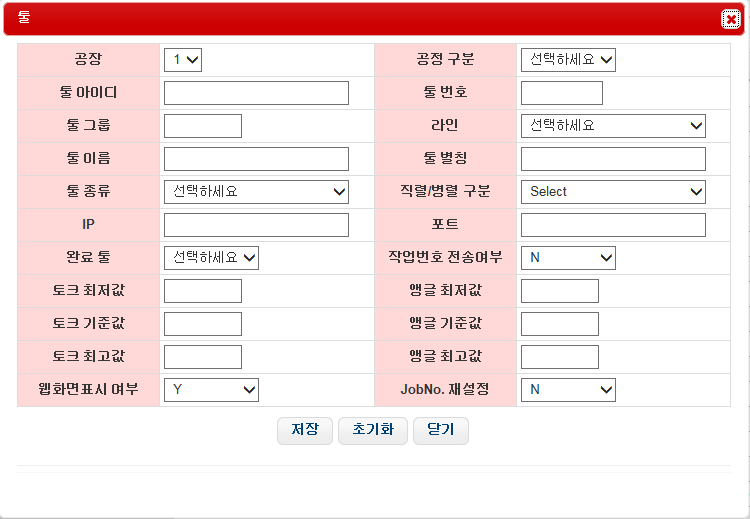 툴
공장 1 공정 구분 선택하세요
툴 아이디 툴 번호
툴 그룹 라인 선택하세요
툴 이름 툴 별칭
툴 종류 선택하세요 직렬/병렬 구분 Select
IP 포트
완료 툴 선택하세요 작업번호 전송여부 N
토크 최저값 앵글 최저값
토크 기준값 앵글 기준값
토크 최고값 앵글 최고값
웹화면표시 여부 Y JobNo. 재설정 N
저장 초기화 닫기